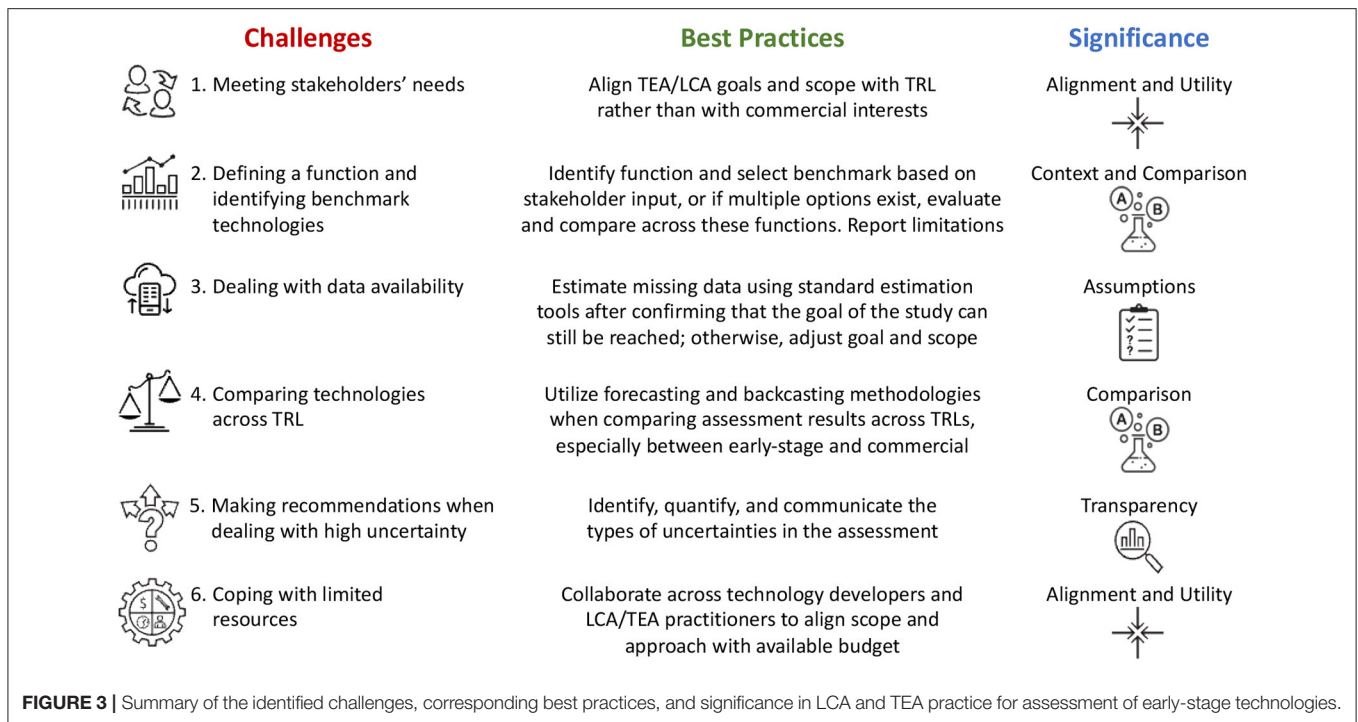 Challenges
Best Practices
Significance
1. Meeting stakeholders' needs
Align TEA/LCA goals and scope with TRL
rather than with commercial interests
Alignment and Utility
2. Defining a function and
identifying benchmark
technologies
Identify function and select benchmark based on
stakeholder input, or if multiple options exist, evaluate
and compare across these functions. Report limitations
Context and Comparison
A
B
3. Dealing with data availability
Estimate missing data using standard estimation
tools after confirming that the goal of the study can
still be reached; otherwise, adjust goal and scope
Assumptions
?
?
4. Comparing technologies
across TRL
Utilize forecasting and backcasting methodologies
when comparing assessment results across TRLs,
especially between early-stage and commercial
Comparison
A
B
?
5. Making recommendations when
dealing with high uncertainty
Identify, quantify, and communicate the
types of uncertainties in the assessment
Transparency
$
6. Coping with limited
resources
Collaborate across technology developers and
LCA/TEA practitioners to align scope and
approach with available budget
Alignment and Utility
FIGURE 3 | Summary of the identified challenges, corresponding best practices, and significance in LCA and TEA practice for assessment of early-stage technologies.